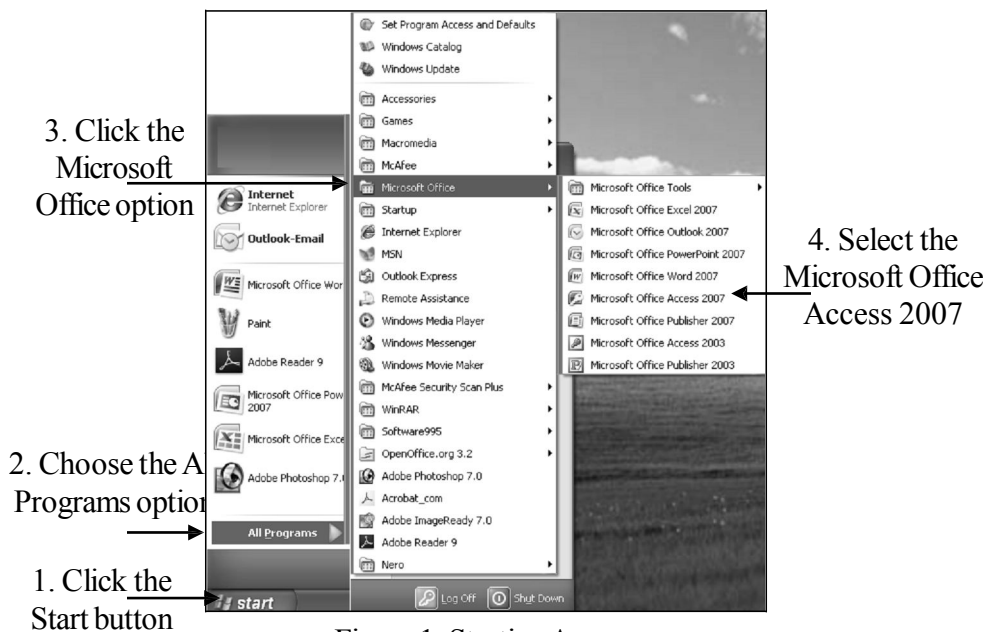 Set Program Access and Defaults
Windows Catalog
Windows Update
Accessories
Games
Macromedia
McAfee
Microsoft Office
Startup
Internet Explorer
MSN
Outlook Express
Remote Assistance
Windows Media Player
Windows Messenger
Windows Movie Maker
McAfee Security Scan Plus
WinRAR
Software995
OpenOffice.org 3.2
Adobe Photoshop 7.0
Acrobat_com
Adobe ImageReady 7.0
Adobe Reader 9
Nero
3. Click the
Microsoft
Office option
Internet
Internet Explorer
Outlook-Email
Microsoft Office Wor
Paint
Adobe Reader 9
Microsoft Office Pow
2007
Microsoft Office Exce
Adobe Photoshop 7.
All Programs
Microsoft Office Tools
Microsoft Office Excel 2007
Microsoft Office Outlook 2007
Microsoft Office PowerPoint 2007
Microsoft Office Word 2007
Microsoft Office Access 2007
Microsoft Office Publisher 2007
Microsoft Office Access 2003
Microsoft Office Publisher 2003
4. Select the
Microsoft Office
Access 2007
2. Choose the A
Programs option
1. Click the
Start button
start
Log Off
Shut Down